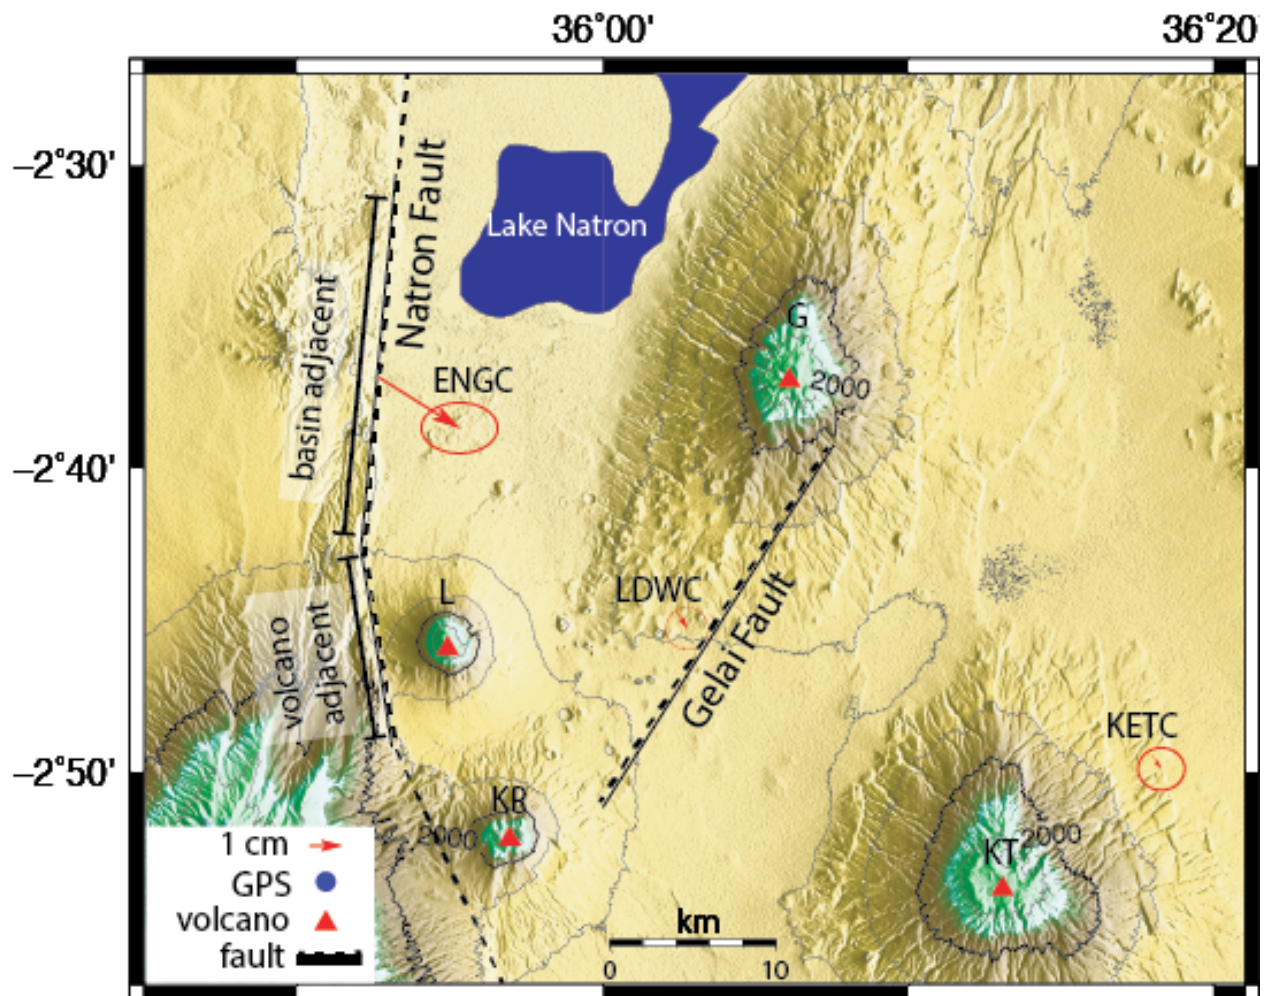 36°00'
36°20'
−2°30'
−2°40'
−2°50'
Natron Fault
Lake Natron
basin adjacent
ENGC
G
2000
L
LDWC
Gelai Fault
volcano
adjacent
KETC
KB
2000
KT
2000
1 cm
GPS
volcano
fault
km
0
10